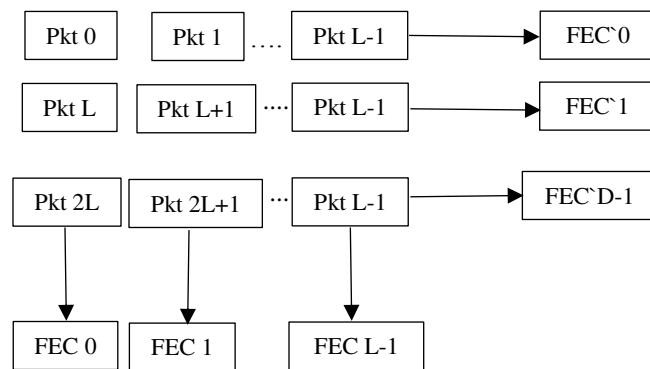 Pkt 0 Pkt 1 .... Pkt L-1 FEC`0
Pkt L Pkt L+1 .... Pkt L-1 FEC`1
Pkt 2L Pkt 2L+1 ... Pkt L-1 FEC`D-1
FEC 0 FEC 1 FEC L-1